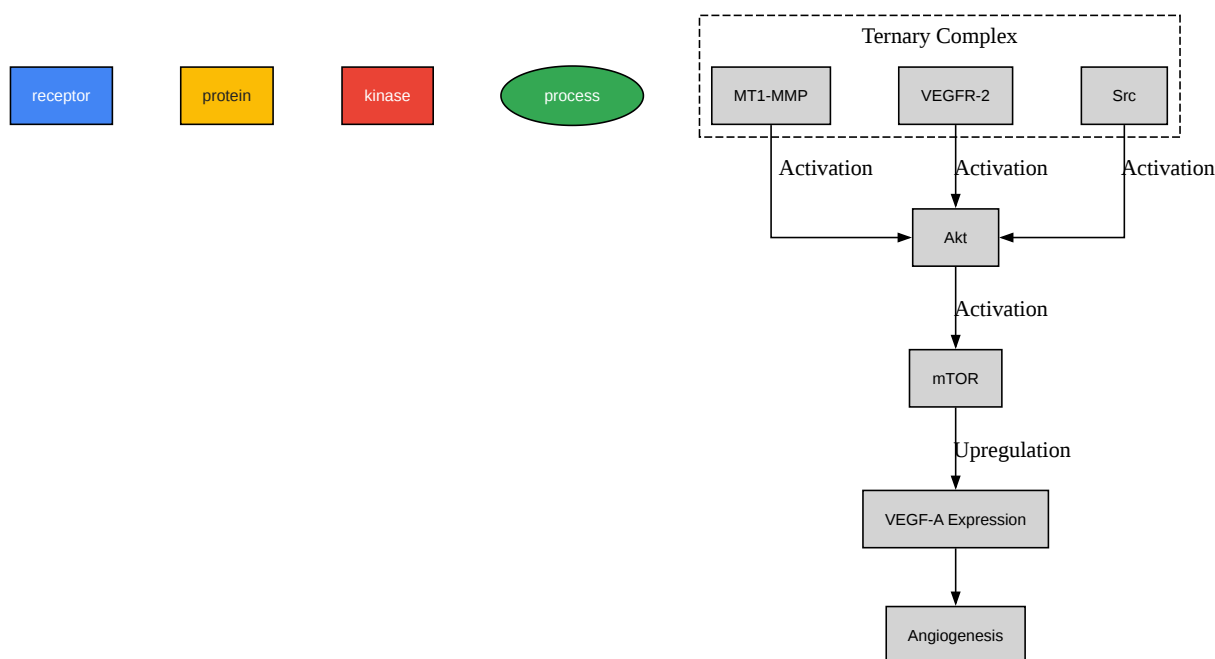 Ternary Complex
receptor
protein
kinase
process
MT1-MMP
VEGFR-2
Src
Activation
Activation
Activation
Akt
Activation
mTOR
Upregulation
VEGF-A Expression
Angiogenesis